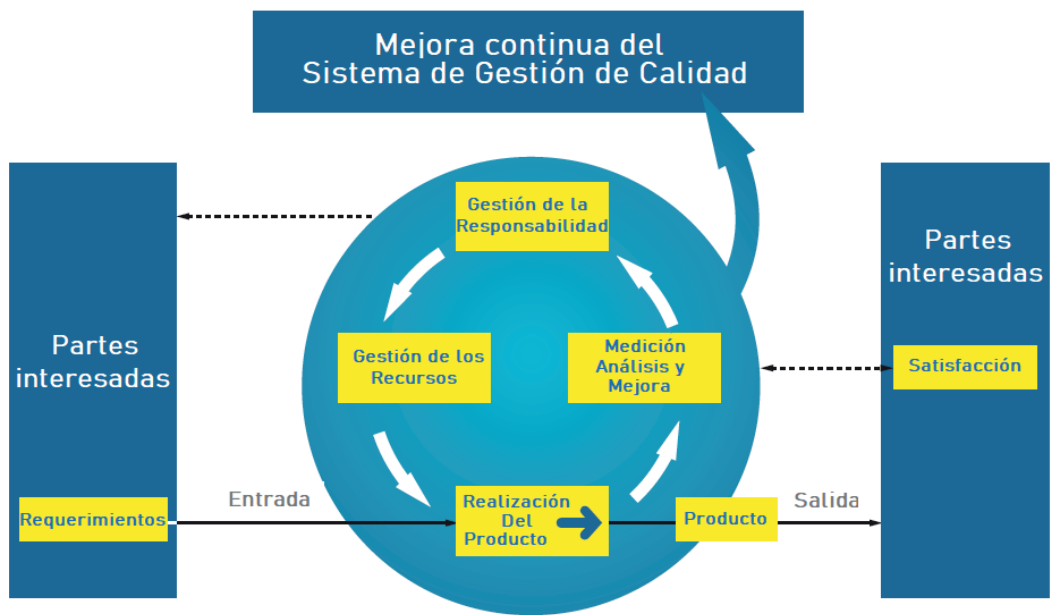 Mejora continua del
Sistema de Gestión de Calidad
Partes
interesadas
Requerimientos
Entrada
Gestión de la
Responsabilidad
Gestión de los
Recursos
Medición
Análisis y
Mejora
Realización
Del
Producto
Producto
Salida
Partes
interesadas
Satisfacción